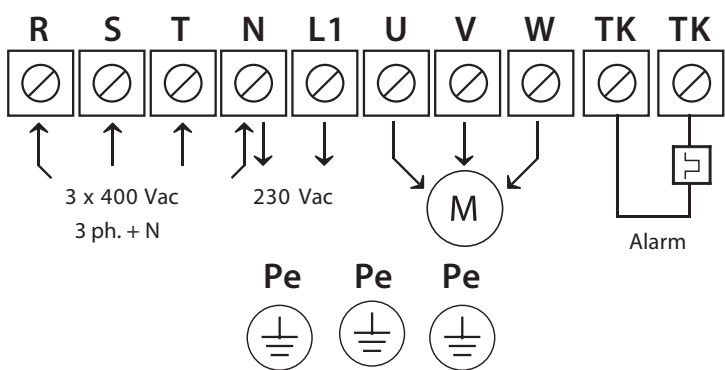 R S T N L1 U V W TK TK
3 x 400 Vac
3 ph. + N
230 Vac
M
Alarm
Pe Pe Pe